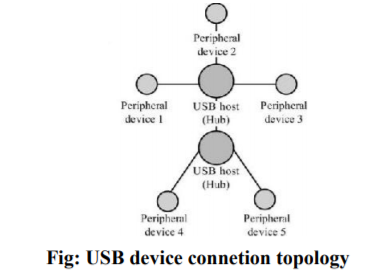 Peripheral
device 2
Peripheral
device 1
USB host
(Hub)
Peripheral
device 3
USB host
(Hub)
Peripheral
device 4
Peripheral
device 5
Fig: USB device connetion topology